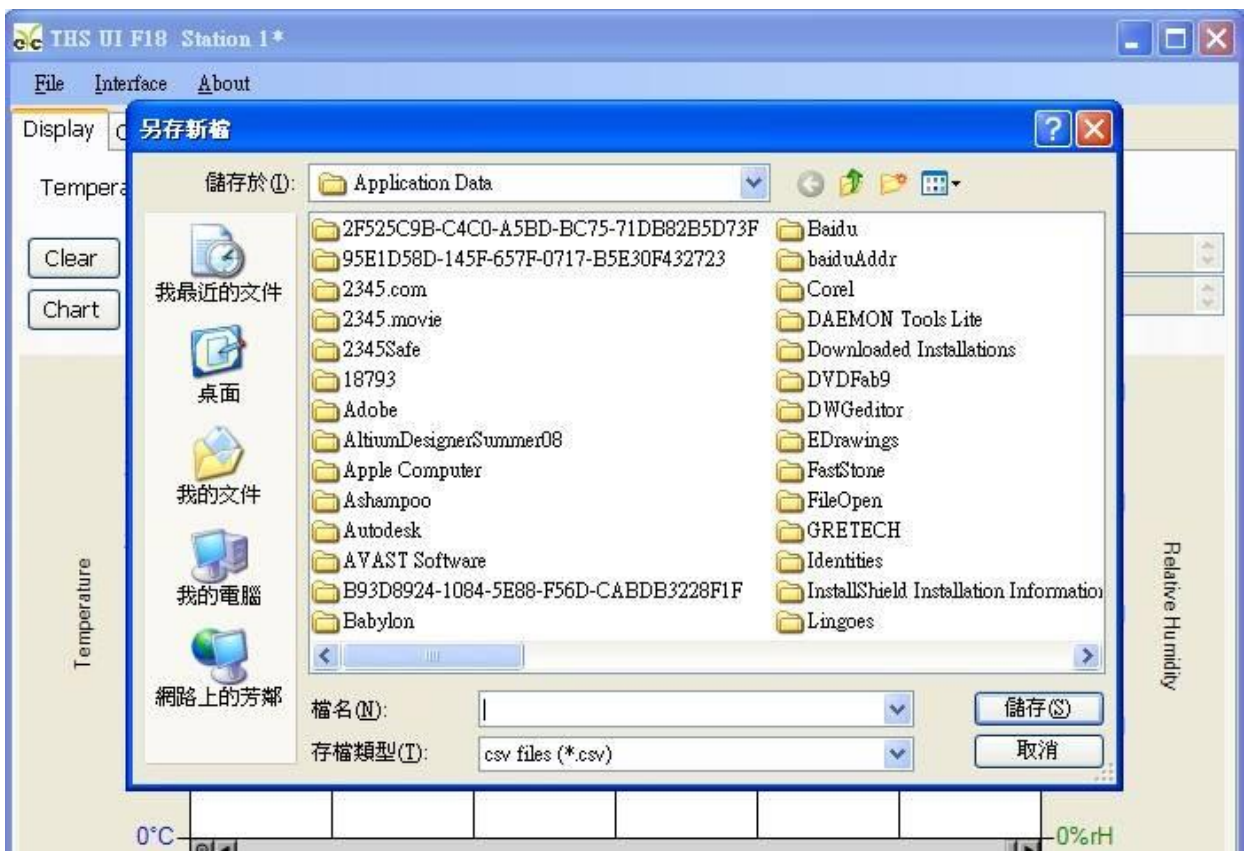 THS UI F18 Station 1*
File Interface About
Display
另存新檔
Tempera
儲存於(I):
Application Data
Clear
Chart
我最近的文件
桌面
我的文件
我的電腦
網路上的芳鄰
2F525C9B-C4C0-A5BD-BC75-71DB82B5D73F
95E1D58D-145F-657F-0717-B5E30F432723
2345.com
2345.movie
2345Safe
18793
Adobe
AltiumDesignerSummer08
Apple Computer
Ashampoo
Autodesk
AVAST Software
B93D8924-1084-5E88-F56D-CABDB3228F1F
Babylon
Baidu
baiduAddr
Corel
DAEMON Tools Lite
Downloaded Installations
DVDFab9
DWGeditor
EDrawings
FastStone
FileOpen
GRETECH
Identities
InstallShield Installation Information
Lingoes
檔名(N):
儲存(S)
存檔類型(T):
csv files (*.csv)
取消
Temperature
Relative Humidity
0°C
0%rH